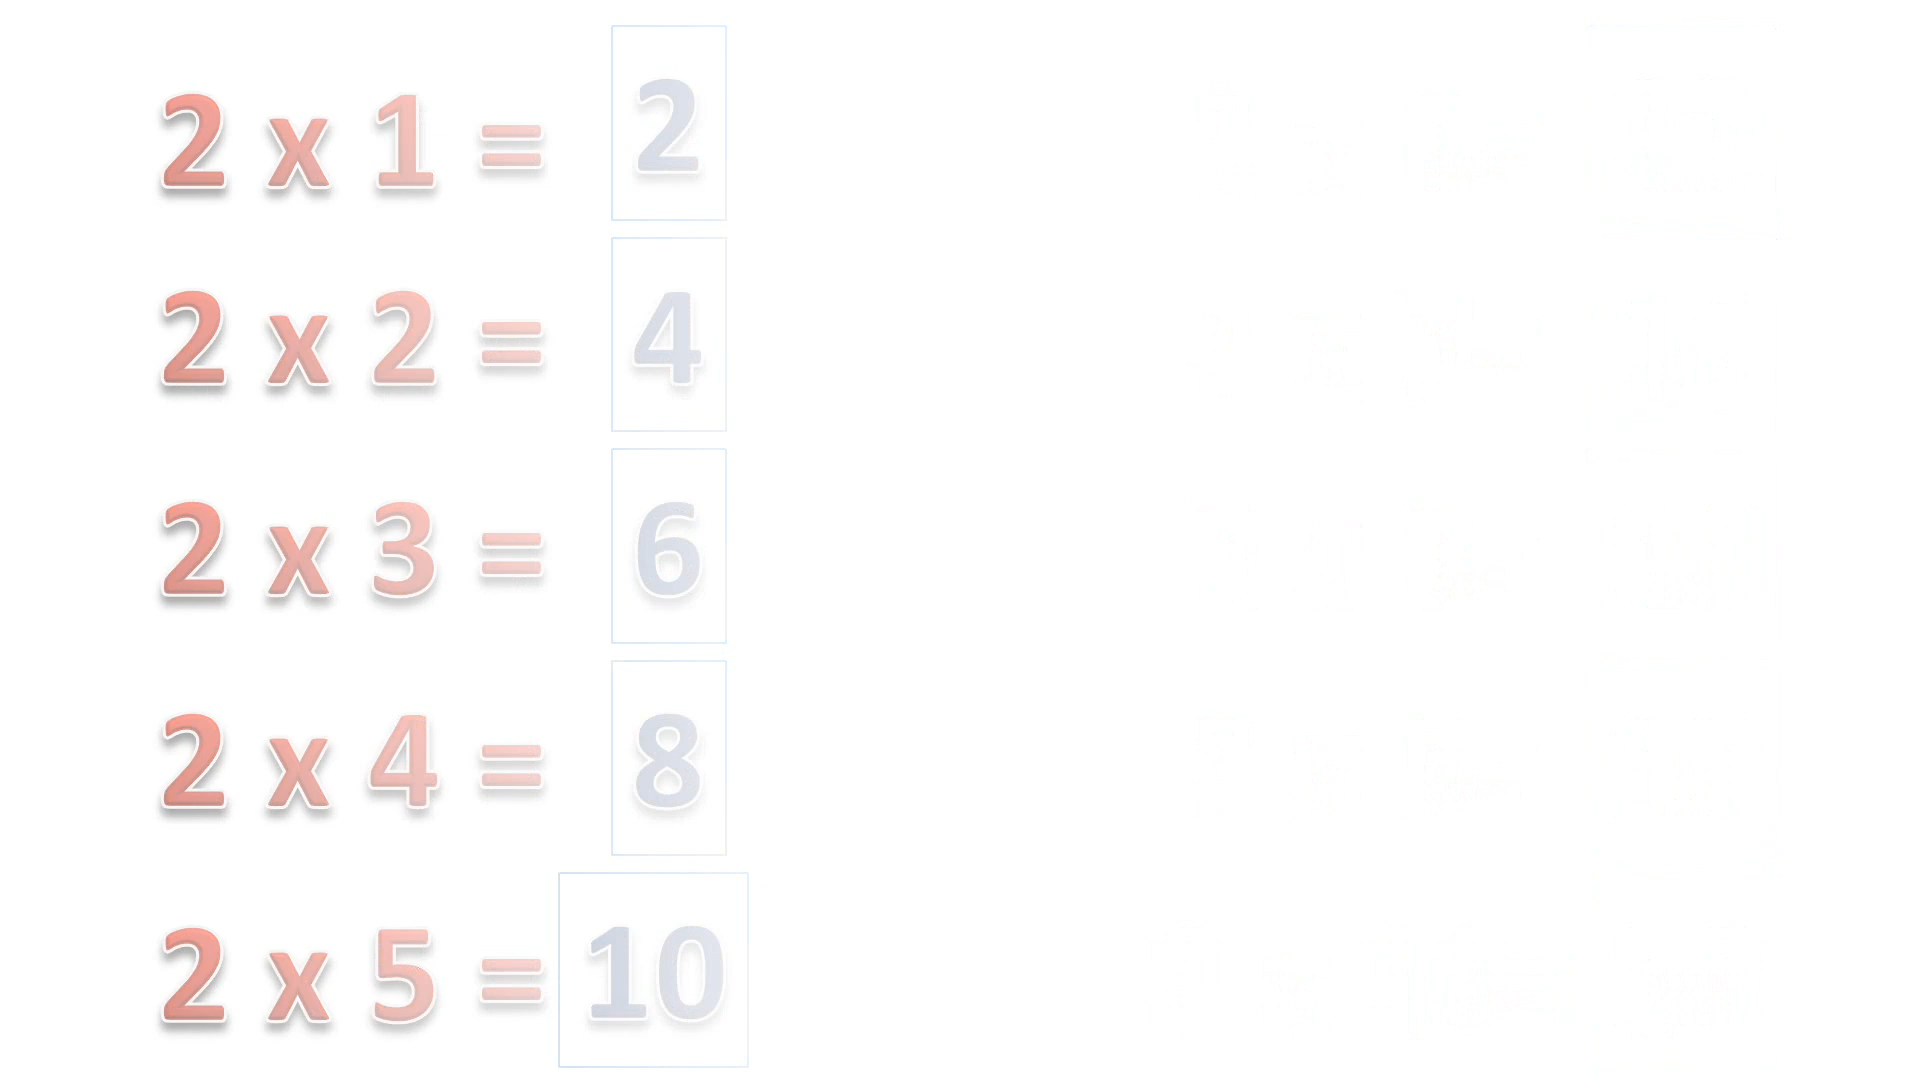 2 x 1 = 2
2 x 2 = 4
2 x 3 = 6
2 x 4 = 8
2 x 5 = 10